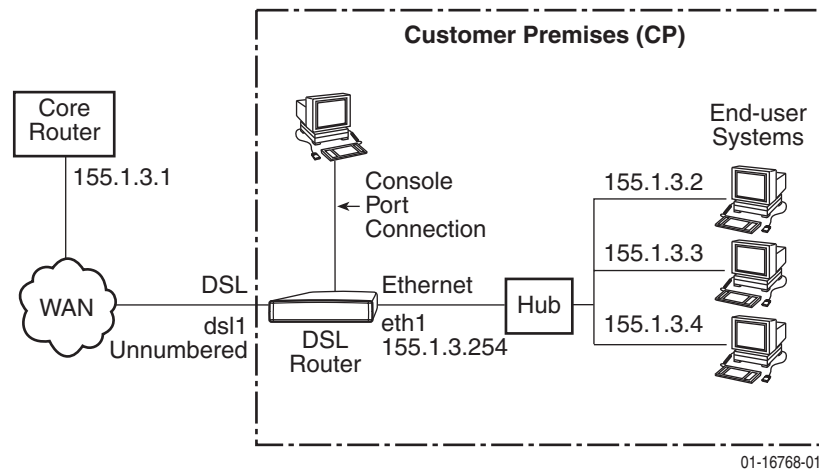 Customer Premises (CP)
Core
Router
155.1.3.1
WAN
DSL
dsl1
Unnumbered
Console
Port
Connection
DSL
Router
Ethernet
eth1
155.1.3.254
Hub
End-user
Systems
155.1.3.2
155.1.3.3
155.1.3.4
01-16768-01